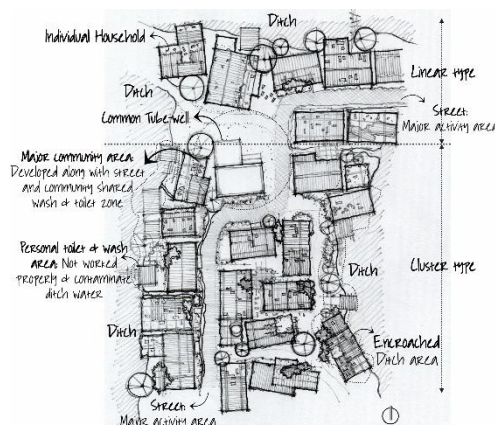 Ditch
Individual Household
Linear type
Ditch
Street:
Major activity area
Common Tube-well
Major community area:
Developed along with street
and community shared
wash & toilet zone
Personal toilet & wash
area: Not worked
properly & contaminate
ditch water
Ditch
Cluster type
Ditch
Encroached
Ditch area
Street:
Major activity area